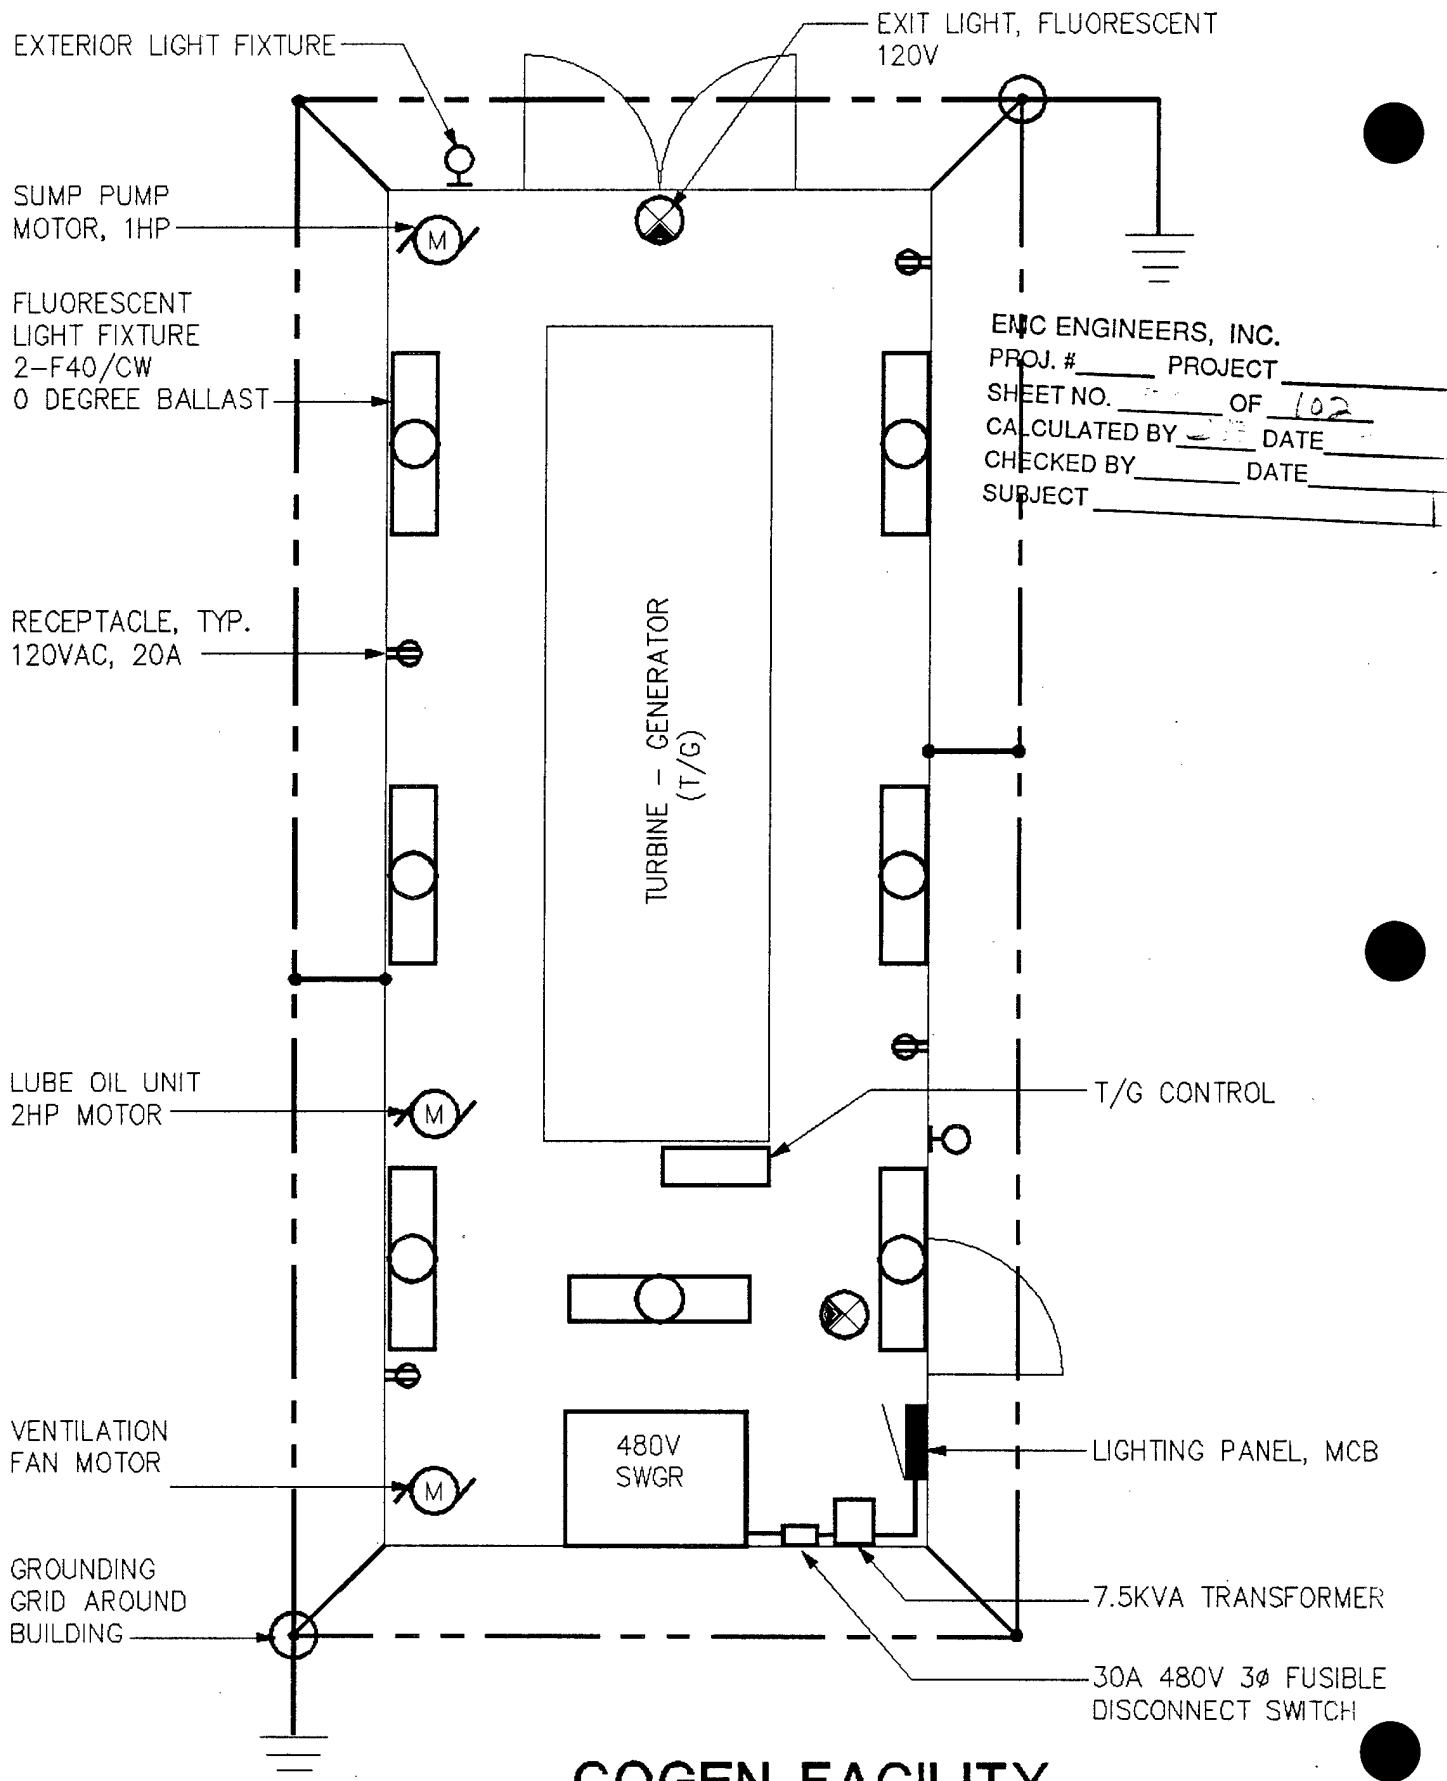 EXTERIOR LIGHT FIXTURE
EXIT LIGHT, FLUORESCENT
120V
SUMP PUMP
MOTOR, 1HP
M
FLUORESCENT
LIGHT FIXTURE
2-F40/CW
0 DEGREE BALLAST
EMC ENGINEERS, INC.
PROJ. # PROJECT
SHEET NO. OF 102
CALCULATED BY DATE
CHECKED BY DATE
SUBJECT
RECEPTACLE, TYP.
120VAC, 20A
TURBINE - GENERATOR
(T/G)
LUBE OIL UNIT
2HP MOTOR
M
T/G CONTROL
VENTILATION
FAN MOTOR
M
480V
SWGR
LIGHTING PANEL, MCB
GROUNDING
GRID AROUND
BUILDING
7.5KVA TRANSFORMER
30A 480V 3ø FUSIBLE
DISCONNECT SWITCH
COGEN FACILITY